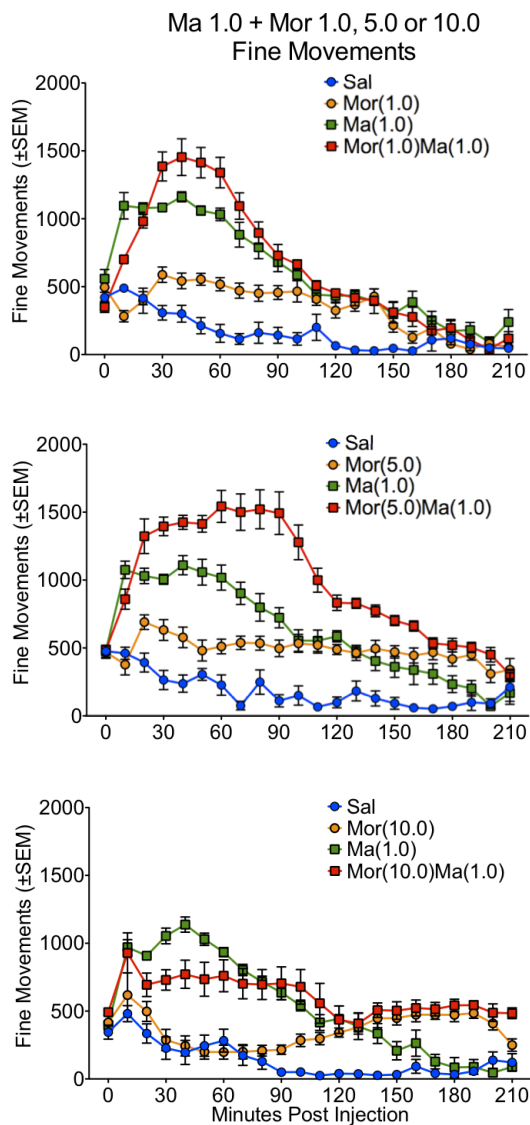 Ma 1.0 + Mor 1.0, 5.0 or 10.0
Fine Movements
Sal
Mor(1.0)
Ma(1.0)
Mor(1.0)Ma(1.0)
Fine Movements (±SEM)
2000
1500
1000
500
0
0 30 60 90 120 150 180 210
Sal
Mor(5.0)
Ma(1.0)
Mor(5.0)Ma(1.0)
Fine Movements (±SEM)
2000
1500
1000
500
0
0 30 60 90 120 150 180 210
Sal
Mor(10.0)
Ma(1.0)
Mor(10.0)Ma(1.0)
Fine Movements (±SEM)
2000
1500
1000
500
0
0 30 60 90 120 150 180 210
Minutes Post Injection